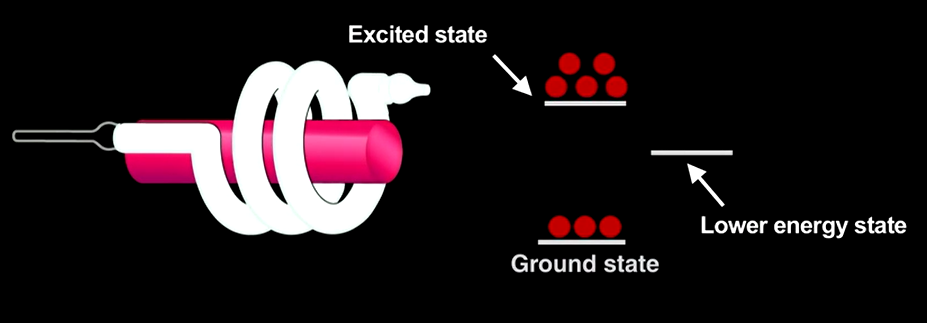 Excited state
Lower energy state
Ground state